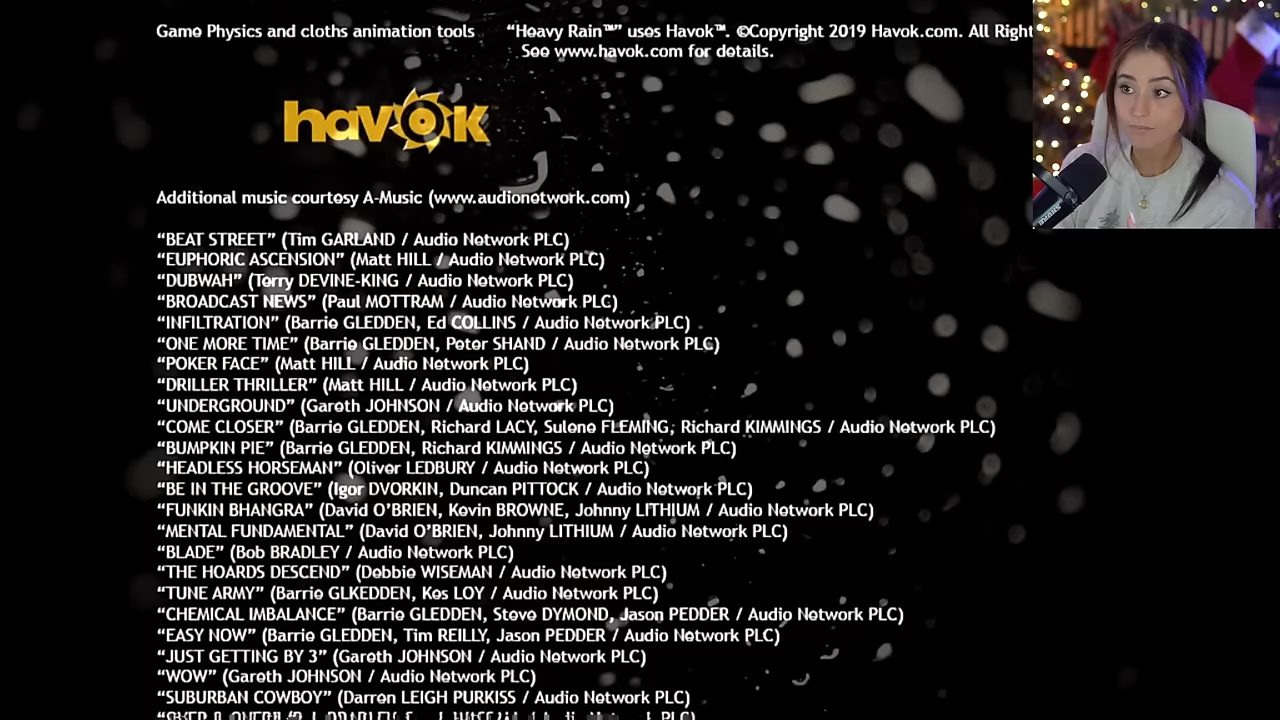 Game Physics and cloths animation tools “Heavy Rain™” uses Havok™. ©Copyright 2019 Havok.com. All
See www.havok.com for details.
havok
Additional music courtesy A-Music (www.audionetwork.com)
“BEAT STREET” (Tim GARLAND / Audio Network PLC)
“EUPHORIC ASCENSION” (Matt HILL / Audio Network PLC)
“DUBWAH” (Terry DEVINE-KING / Audio Network PLC)
“BROADCAST NEWS” (Paul MOTTRAM / Audio Network PLC)
“INFILTRATION” (Barrie GLEDDEN, Ed COLLINS / Audio Network PLC)
“ONE MORE TIME” (Barrie GLEDDEN, Peter SHAND / Audio Network PLC)
“POKER FACE” (Matt HILL / Audio Network PLC)
“DRILLER THRILLER” (Matt HILL / Audio Network PLC)
“UNDERGROUND” (Gareth JOHNSON / Audio Network PLC)
“COME CLOSER” (Barrie GLEDDEN, Richard LACY, Sulene FLEMING, Richard KIMMINGS / Audio Network PLC)
“BUMPKIN PIE” (Barrie GLEDDEN, Richard KIMMINGS / Audio Network PLC)
“HEADLESS HORSEMAN” (Oliver LEDBURY / Audio Network PLC)
“BE IN THE GROOVE” (Igor DVORKIN, Duncan PITTOCK / Audio Network PLC)
“FUNKIN BHANGRA” (David O’BRIEN, Kevin BROWNE, Johnny LITHIUM / Audio Network PLC)
“MENTAL FUNDAMENTAL” (David O’BRIEN, Johnny LITHIUM / Audio Network PLC)
“BLADE” (Bob BRADLEY / Audio Network PLC)
“THE HOARDS DESCEND” (Debbie WISEMAN / Audio Network PLC)
“TUNE ARMY” (Barrie GLKEDDEN, Kes LOY / Audio Network PLC)
“CHEMICAL IMBALANCE” (Barrie GLEDDEN, Steve DYMOND, Jason PEDDER / Audio Network PLC)
“EASY NOW” (Barrie GLEDDEN, Tim REILLY, Jason PEDDER / Audio Network PLC)
“JUST GETTING BY 3” (Gareth JOHNSON / Audio Network PLC)
“WOW” (Gareth JOHNSON / Audio Network PLC)
“SUBURBAN COWBOY” (Darren LEIGH PURKISS / Audio Network PLC)